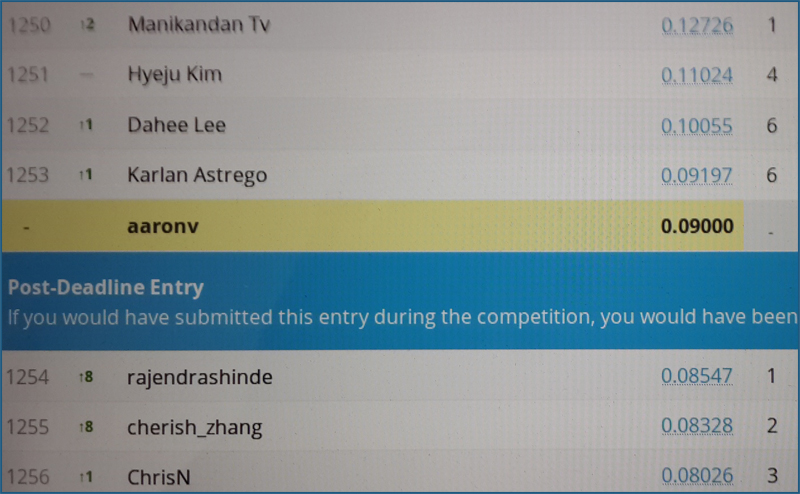 1250 ↑2 Manikandan Tv 0.12726 1
1251 — Hyeju Kim 0.11024 4
1252 ↑1 Dahee Lee 0.10055 6
1253 ↑1 Karlan Astrego 0.09197 6
- aaronv 0.09000 -
Post-Deadline Entry
If you would have submitted this entry during the competition, you would have been
1254 ↑8 rajendrashinde 0.08547 1
1255 ↑8 cherish_zhang 0.08328 2
1256 ↑1 ChrisN 0.08026 3